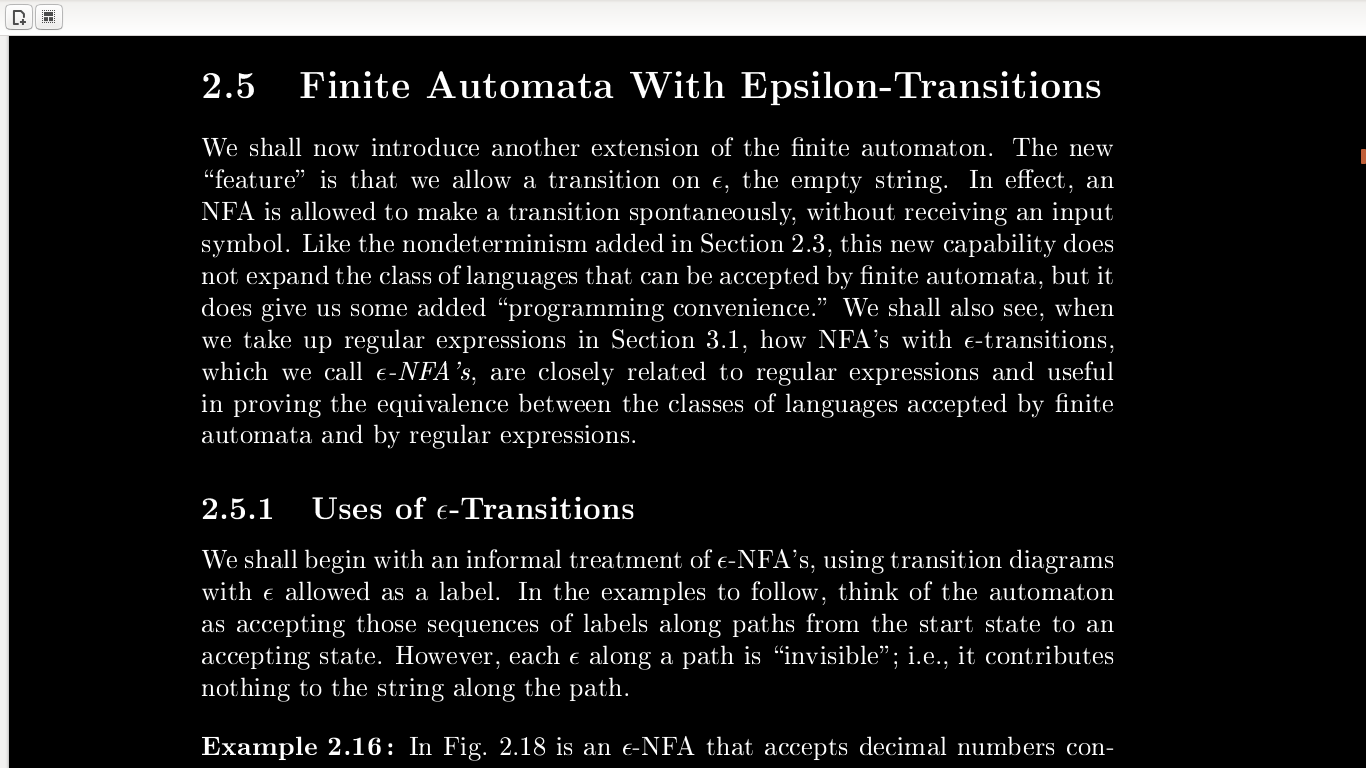 2.5 Finite Automata With Epsilon-Transitions
We shall now introduce another extension of the finite automaton. The new
“feature” is that we allow a transition on ϵ, the empty string. In effect, an
NFA is allowed to make a transition spontaneously, without receiving an input
symbol. Like the nondeterminism added in Section 2.3, this new capability does
not expand the class of languages that can be accepted by finite automata, but it
does give us some added “programming convenience.” We shall also see, when
we take up regular expressions in Section 3.1, how NFA’s with ϵ-transitions,
which we call ϵ-NFA’s, are closely related to regular expressions and useful
in proving the equivalence between the classes of languages accepted by finite
automata and by regular expressions.
2.5.1 Uses of ϵ-Transitions
We shall begin with an informal treatment of ϵ-NFA’s, using transition diagrams
with ϵ allowed as a label. In the examples to follow, think of the automaton
as accepting those sequences of labels along paths from the start state to an
accepting state. However, each ϵ along a path is “invisible”; i.e., it contributes
nothing to the string along the path.
Example 2.16: In Fig. 2.18 is an ϵ-NFA that accepts decimal numbers con-